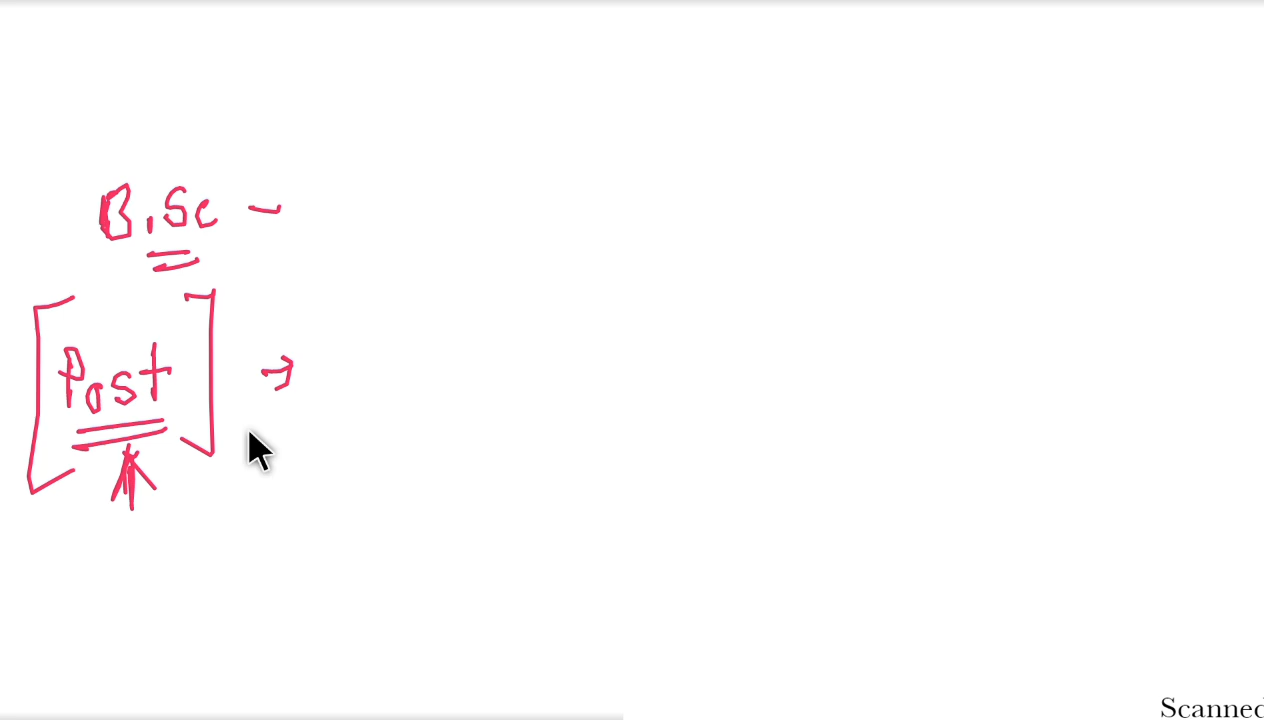 B.Sc -
[Post] →
Scanned